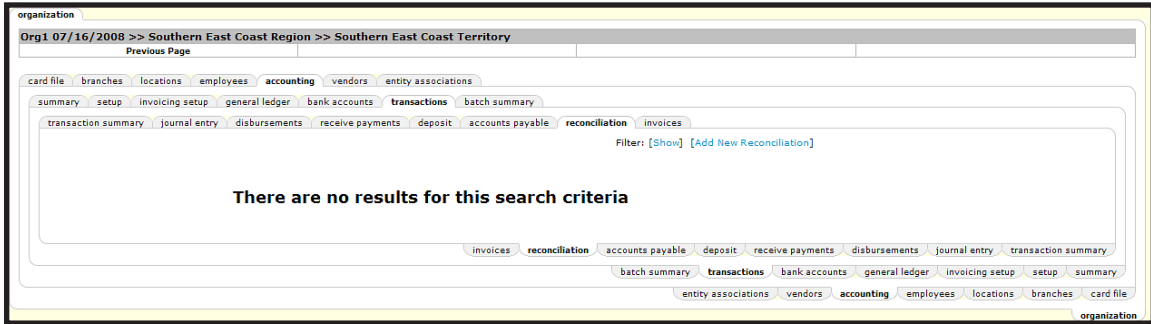 organization
Org1 07/16/2008 >> Southern East Coast Region >> Southern East Coast Territory
Previous Page
card file branches locations employees accounting vendors entity associations
summary setup invoicing setup general ledger bank accounts transactions batch summary
transaction summary journal entry disbursements receive payments deposit accounts payable reconciliation invoices
Filter: [Show] [Add New Reconciliation]
There are no results for this search criteria
invoices reconciliation accounts payable deposit receive payments disbursements journal entry transaction summary
batch summary transactions bank accounts general ledger invoicing setup setup summary
entity associations vendors accounting employees locations branches card file
organization